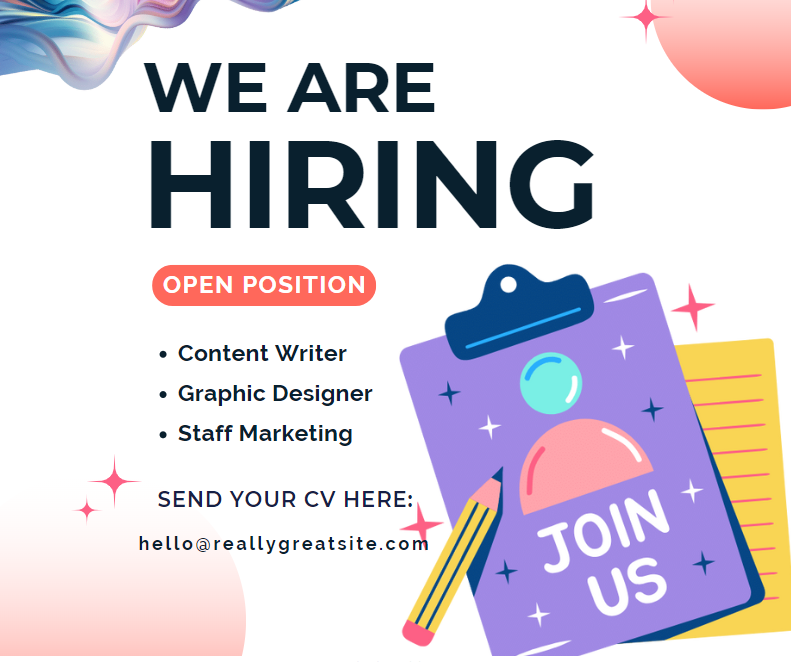 WE ARE
HIRING
OPEN POSITION
• Content Writer
• Graphic Designer
• Staff Marketing
SEND YOUR CV HERE:
hello@reallygreatsite.com
JOIN
US